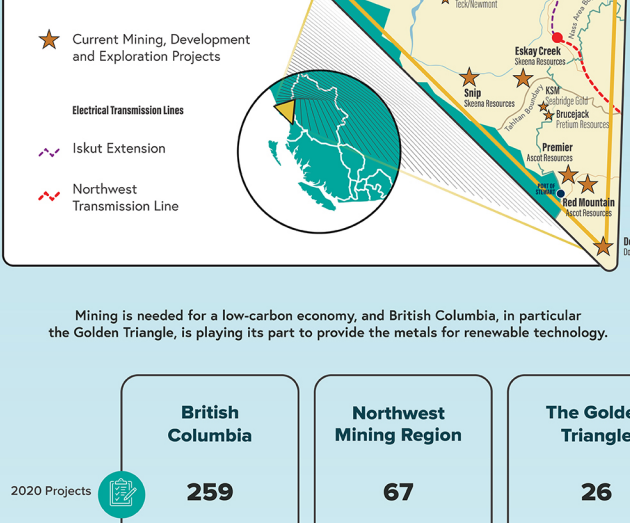 Teck/Newmont
Nass Area B
Current Mining, Development
and Exploration Projects
Eskay Creek
Skeena Resources
Electrical Transmission Lines
Snip
Skeena Resources
KSM
Seabridge Gold
Brucejack
Pretium Resources
Tahltan Boundary
Iskut Extension
Premier
Ascot Resources
Northwest
Transmission Line
PORT OF
STEWART
Red Mountain
Ascot Resources
Do
Do
Mining is needed for a low-carbon economy, and British Columbia, in particular
the Golden Triangle, is playing its part to provide the metals for renewable technology.
British
Columbia
Northwest
Mining Region
The Golde
Triangle
2020 Projects
259
67
26